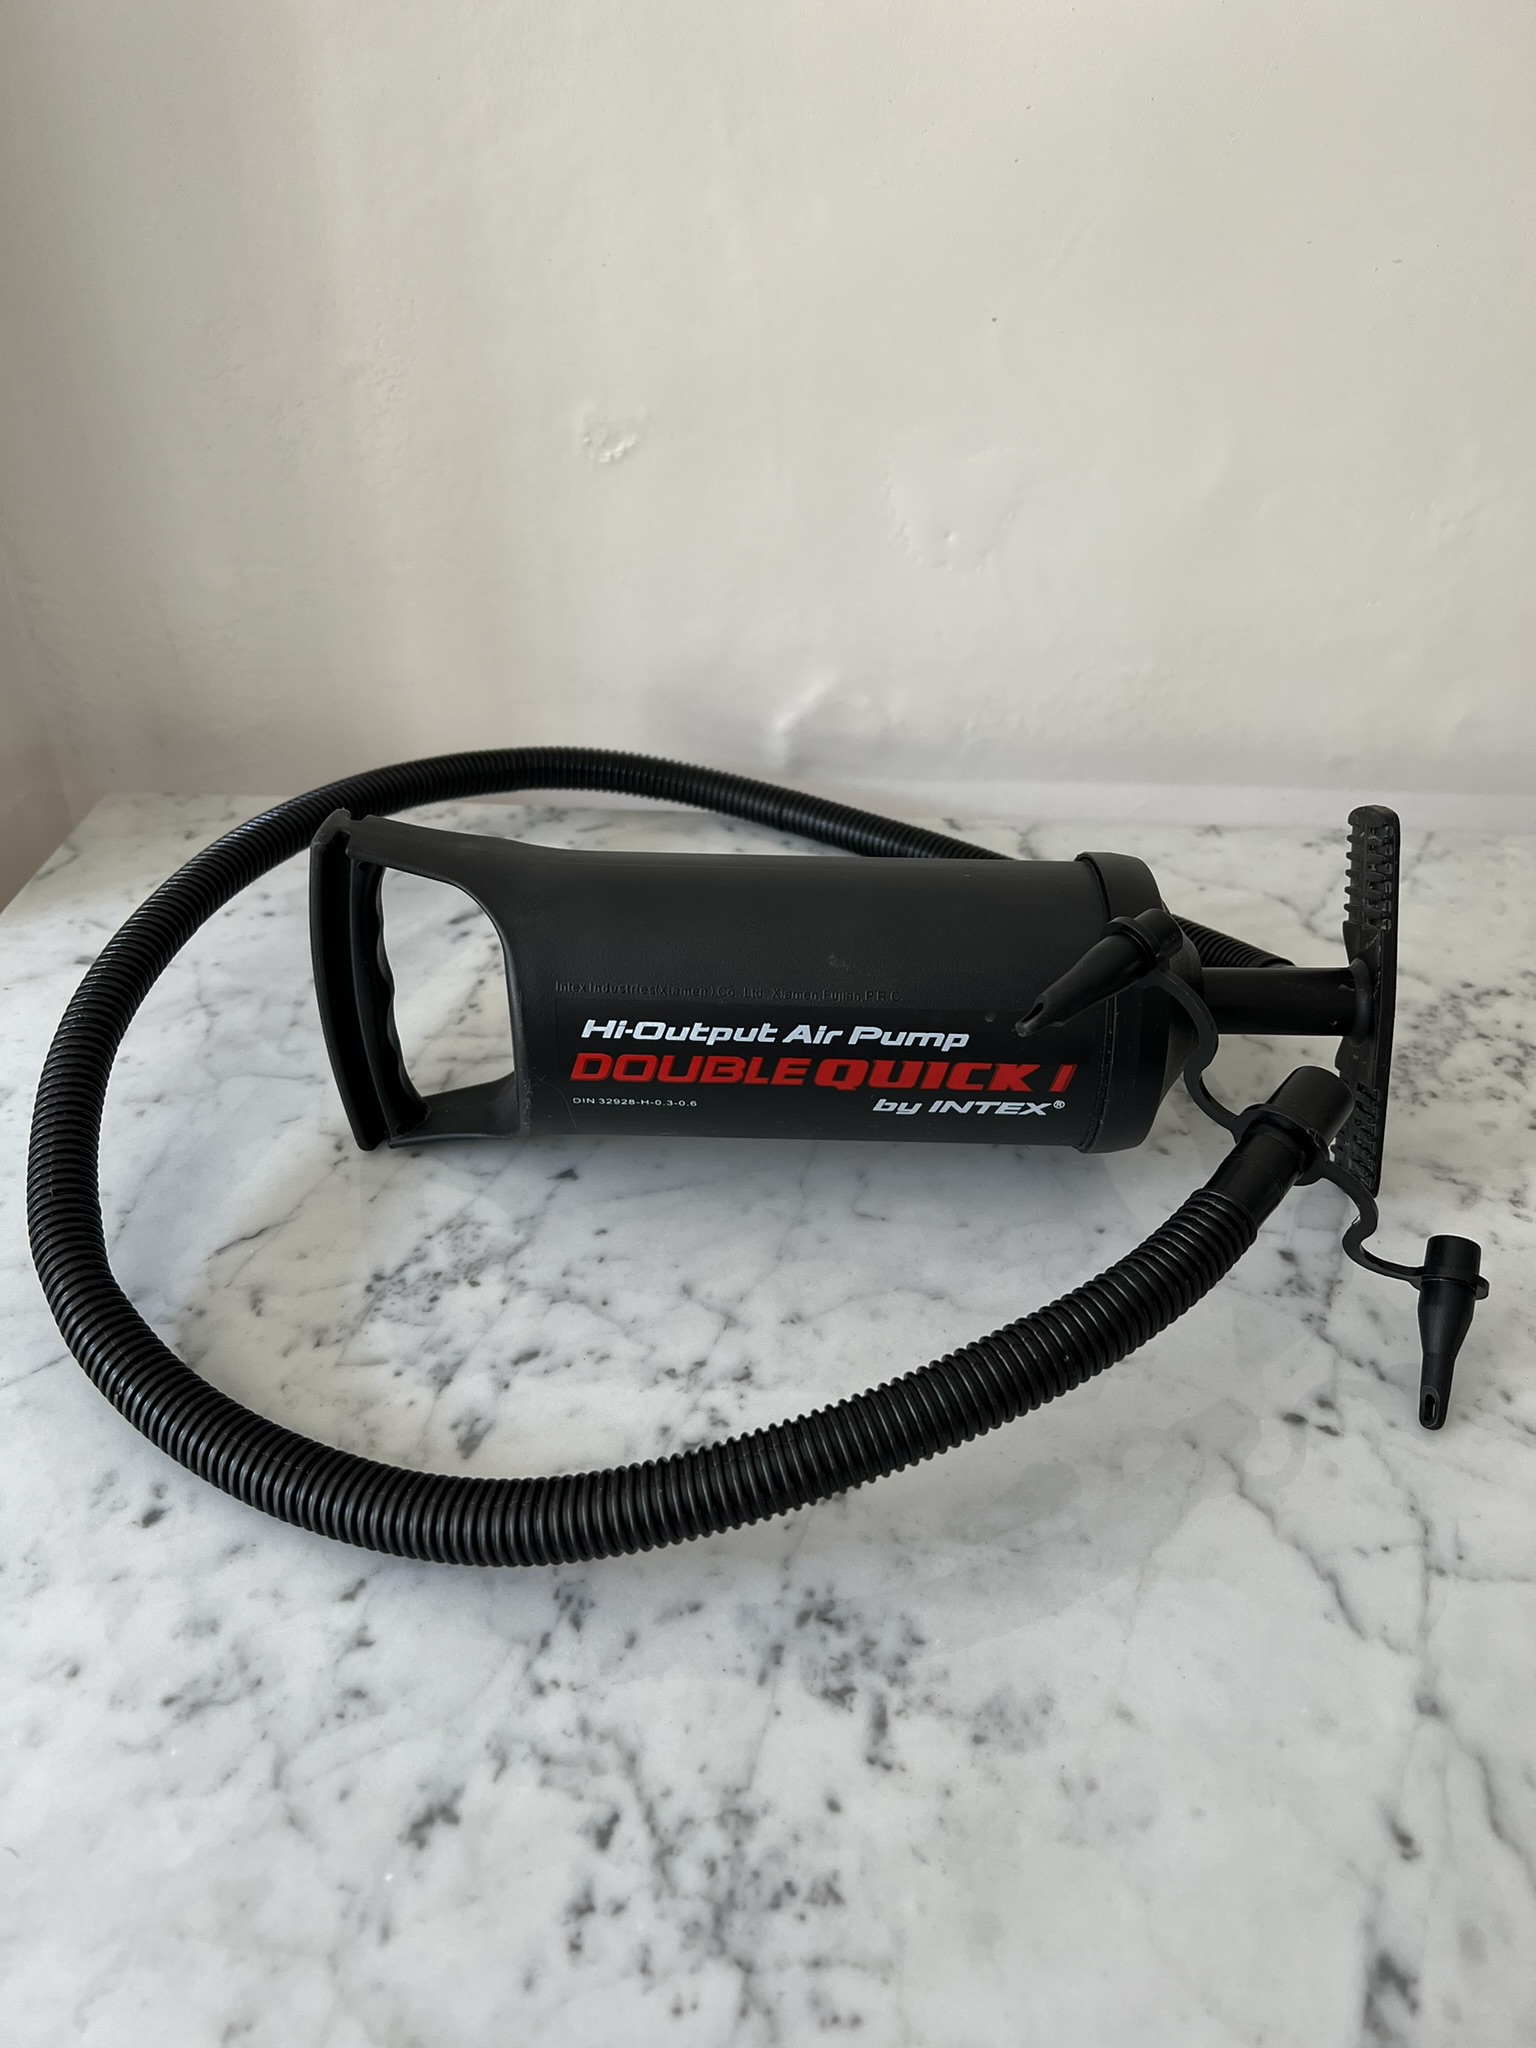 Intex Industries(Xiamen) Co. Ltd. Xiamen, Fujian, P.R.C.
Hi-Output Air Pump
DOUBLE QUICK I
by INTEX®
DIN 32928-H-0.3-0.6